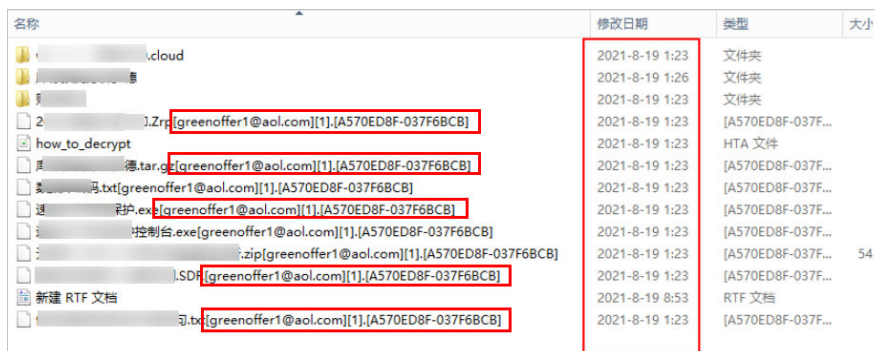 名称 修改日期 类型 大小
.cloud 2021-8-19 1:23 文件夹
德 2021-8-19 1:26 文件夹
2021-8-19 1:23 文件夹
.Zrp[greenoffer1@aol.com][1].[A570ED8F-037F6BCB] 2021-8-19 1:23 [A570ED8F-037F...
how_to_decrypt 2021-8-19 1:23 HTA 文件
德.tar.gz[greenoffer1@aol.com][1].[A570ED8F-037F6BCB] 2021-8-19 1:23 [A570ED8F-037F...
码.txt[greenoffer1@aol.com][1].[A570ED8F-037F6BCB] 2021-8-19 1:23 [A570ED8F-037F...
保护.exe[greenoffer1@aol.com][1].[A570ED8F-037F6BCB] 2021-8-19 1:23 [A570ED8F-037F...
控制台.exe[greenoffer1@aol.com][1].[A570ED8F-037F6BCB] 2021-8-19 1:23 [A570ED8F-037F...
.zip[greenoffer1@aol.com][1].[A570ED8F-037F6BCB] 2021-8-19 1:23 [A570ED8F-037F... 54
.SDF[greenoffer1@aol.com][1].[A570ED8F-037F6BCB] 2021-8-19 1:23 [A570ED8F-037F...
新建 RTF 文档 2021-8-19 8:53 RTF 文档
.txt[greenoffer1@aol.com][1].[A570ED8F-037F6BCB] 2021-8-19 1:23 [A570ED8F-037F...